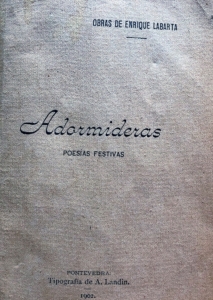 OBRAS DE ENRIQUE LABARTA
Adormideras
POESÍAS FESTIVAS
PONTEVEDRA:
Tipografía de A. Landín.
1902.